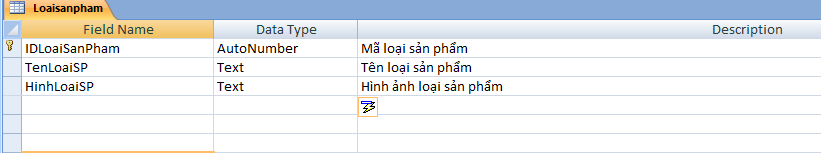 Loaisanpham
Field Name Data Type Description
IDLoaiSanPham AutoNumber Mã loại sản phẩm
TenLoaiSP Text Tên loại sản phẩm
HinhLoaiSP Text Hình ảnh loại sản phẩm